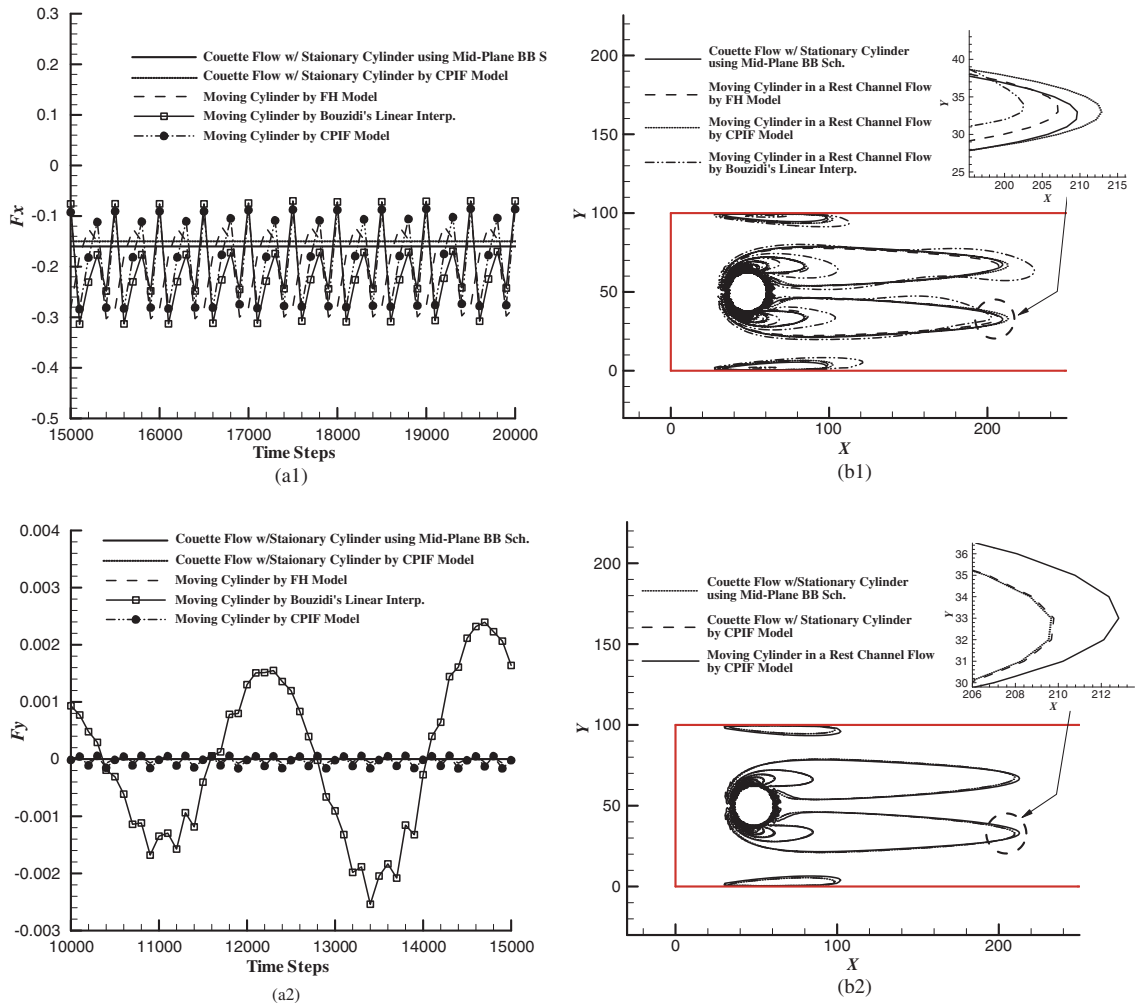 0.3
0.2
0.1
0
-0.1
-0.2
-0.3
-0.4
-0.5
Fx
Couette Flow w/ Staionary Cylinder using Mid-Plane BB S
Couette Flow w/ Staionary Cylinder by CPIF Model
Moving Cylinder by FH Model
Moving Cylinder by Bouzidi's Linear Interp.
Moving Cylinder by CPIF Model
15000 16000 17000 18000 19000 20000
Time Steps
(a1)
200
150
100
50
0
Y
Couette Flow w/ Stationary Cylinder
using Mid-Plane BB Sch.
Moving Cylinder in a Rest Channel Flow
by FH Model
Moving Cylinder in a Rest Channel Flow
by CPIF Model
Moving Cylinder in a Rest Channel Flow
by Bouzidi's Linear Interp.
40
35
30
25
Y
200 205 210 215
X
0 100 200
X
(b1)
0.004
0.003
0.002
0.001
0
-0.001
-0.002
-0.003
Fy
Couette Flow w/Staionary Cylinder using Mid-Plane BB Sch.
Couette Flow w/Staionary Cylinder by CPIF Model
Moving Cylinder by FH Model
Moving Cylinder by Bouzidi's Linear Interp.
Moving Cylinder by CPIF Model
10000 11000 12000 13000 14000 15000
Time Steps
(a2)
200
150
100
50
0
Y
Couette Flow w/Stationary Cylinder
using Mid-Plane BB Sch.
Couette Flow w/ Stationary Cylinder
by CPIF Model
Moving Cylinder in a Rest Channel Flow
by CPIF Model
36
35
34
33
32
31
30
Y
206 208 210 212
X
0 100 200
X
(b2)